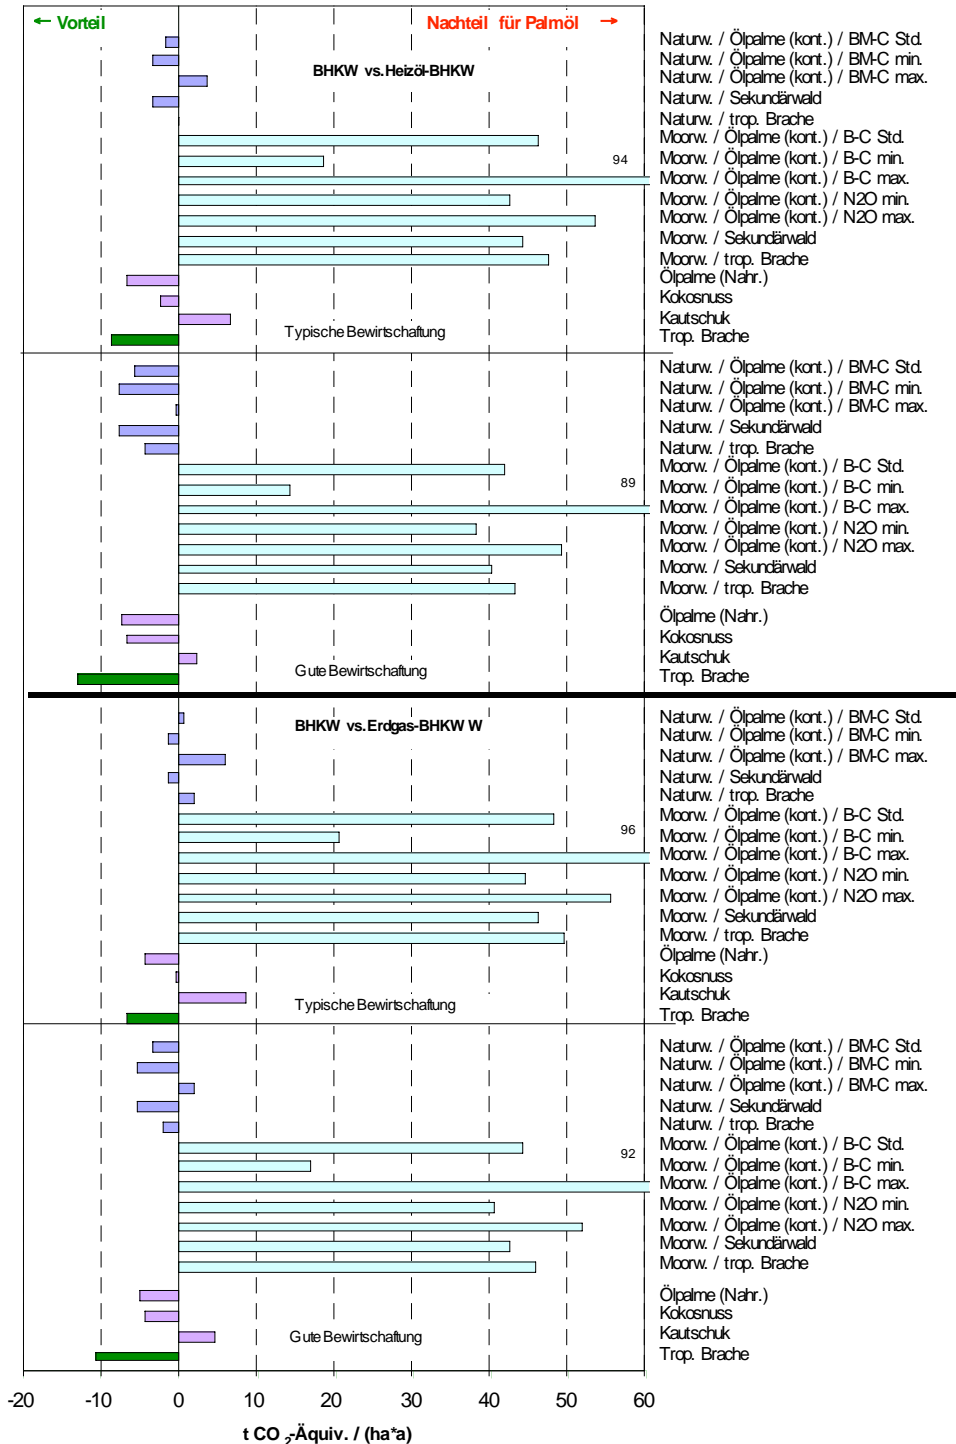 ← Vorteil Nachteil für Palmöl →
Naturw. / Ölpalme (kont.) / BM-C Std.
Naturw. / Ölpalme (kont.) / BM-C min.
BHKW vs. Heizöl-BHKW
Naturw. / Ölpalme (kont.) / BM-C max.
Naturw. / Sekundärwald
Naturw. / trop. Brache
Moorw. / Ölpalme (kont.) / B-C Std.
94
Moorw. / Ölpalme (kont.) / B-C min.
Moorw. / Ölpalme (kont.) / B-C max.
Moorw. / Ölpalme (kont.) / N2O min.
Moorw. / Ölpalme (kont.) / N2O max.
Moorw. / Sekundärwald
Moorw. / trop. Brache
Ölpalme (Nahr.)
Kokosnuss
Kautschuk
Typische Bewirtschaftung
Trop. Brache
Naturw. / Ölpalme (kont.) / BM-C Std.
Naturw. / Ölpalme (kont.) / BM-C min.
Naturw. / Ölpalme (kont.) / BM-C max.
Naturw. / Sekundärwald
Naturw. / trop. Brache
Moorw. / Ölpalme (kont.) / B-C Std.
89
Moorw. / Ölpalme (kont.) / B-C min.
Moorw. / Ölpalme (kont.) / B-C max.
Moorw. / Ölpalme (kont.) / N2O min.
Moorw. / Ölpalme (kont.) / N2O max.
Moorw. / Sekundärwald
Moorw. / trop. Brache
Ölpalme (Nahr.)
Kokosnuss
Kautschuk
Gute Bewirtschaftung
Trop. Brache
Naturw. / Ölpalme (kont.) / BM-C Std.
BHKW vs. Erdgas-BHKW W
Naturw. / Ölpalme (kont.) / BM-C min.
Naturw. / Ölpalme (kont.) / BM-C max.
Naturw. / Sekundärwald
Naturw. / trop. Brache
Moorw. / Ölpalme (kont.) / B-C Std.
96
Moorw. / Ölpalme (kont.) / B-C min.
Moorw. / Ölpalme (kont.) / B-C max.
Moorw. / Ölpalme (kont.) / N2O min.
Moorw. / Ölpalme (kont.) / N2O max.
Moorw. / Sekundärwald
Moorw. / trop. Brache
Ölpalme (Nahr.)
Kokosnuss
Kautschuk
Typische Bewirtschaftung
Trop. Brache
Naturw. / Ölpalme (kont.) / BM-C Std.
Naturw. / Ölpalme (kont.) / BM-C min.
Naturw. / Ölpalme (kont.) / BM-C max.
Naturw. / Sekundärwald
Naturw. / trop. Brache
Moorw. / Ölpalme (kont.) / B-C Std.
92
Moorw. / Ölpalme (kont.) / B-C min.
Moorw. / Ölpalme (kont.) / B-C max.
Moorw. / Ölpalme (kont.) / N2O min.
Moorw. / Ölpalme (kont.) / N2O max.
Moorw. / Sekundärwald
Moorw. / trop. Brache
Ölpalme (Nahr.)
Kokosnuss
Kautschuk
Gute Bewirtschaftung
Trop. Brache
-20 -10 0 10 20 30 40 50 60
t CO2-Äquiv. / (ha*a)